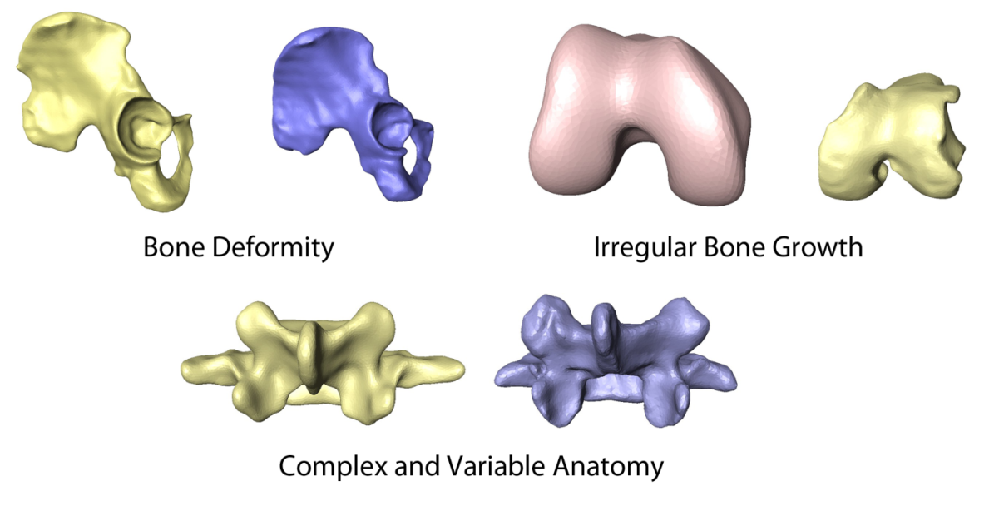 Bone Deformity
Irregular Bone Growth
Complex and Variable Anatomy